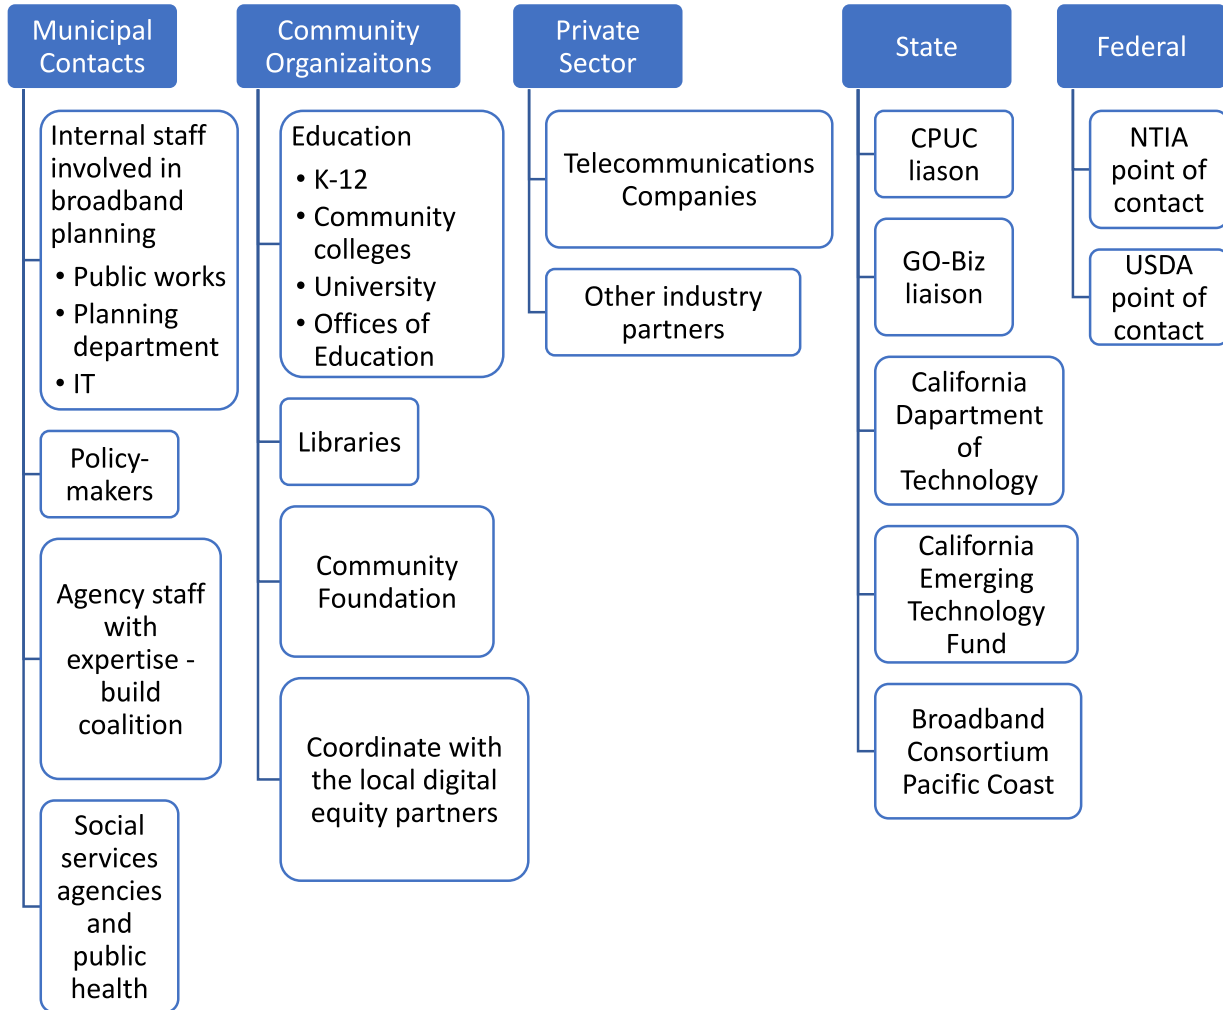 Municipal
Contacts
Internal staff
involved in
broadband
planning
• Public works
• Planning
department
• IT
Policy-
makers
Agency staff
with
expertise -
build
coalition
Social
services
agencies
and
public
health
Community
Organizaitons
Education
• K-12
• Community
colleges
• University
• Offices of
Education
Libraries
Community
Foundation
Coordinate with
the local digital
equity partners
Private
Sector
Telecommunications
Companies
Other industry
partners
State
CPUC
liason
GO-Biz
liaison
California
Dapartment
of
Technology
California
Emerging
Technology
Fund
Broadband
Consortium
Pacific Coast
Federal
NTIA
point of
contact
USDA
point of
contact